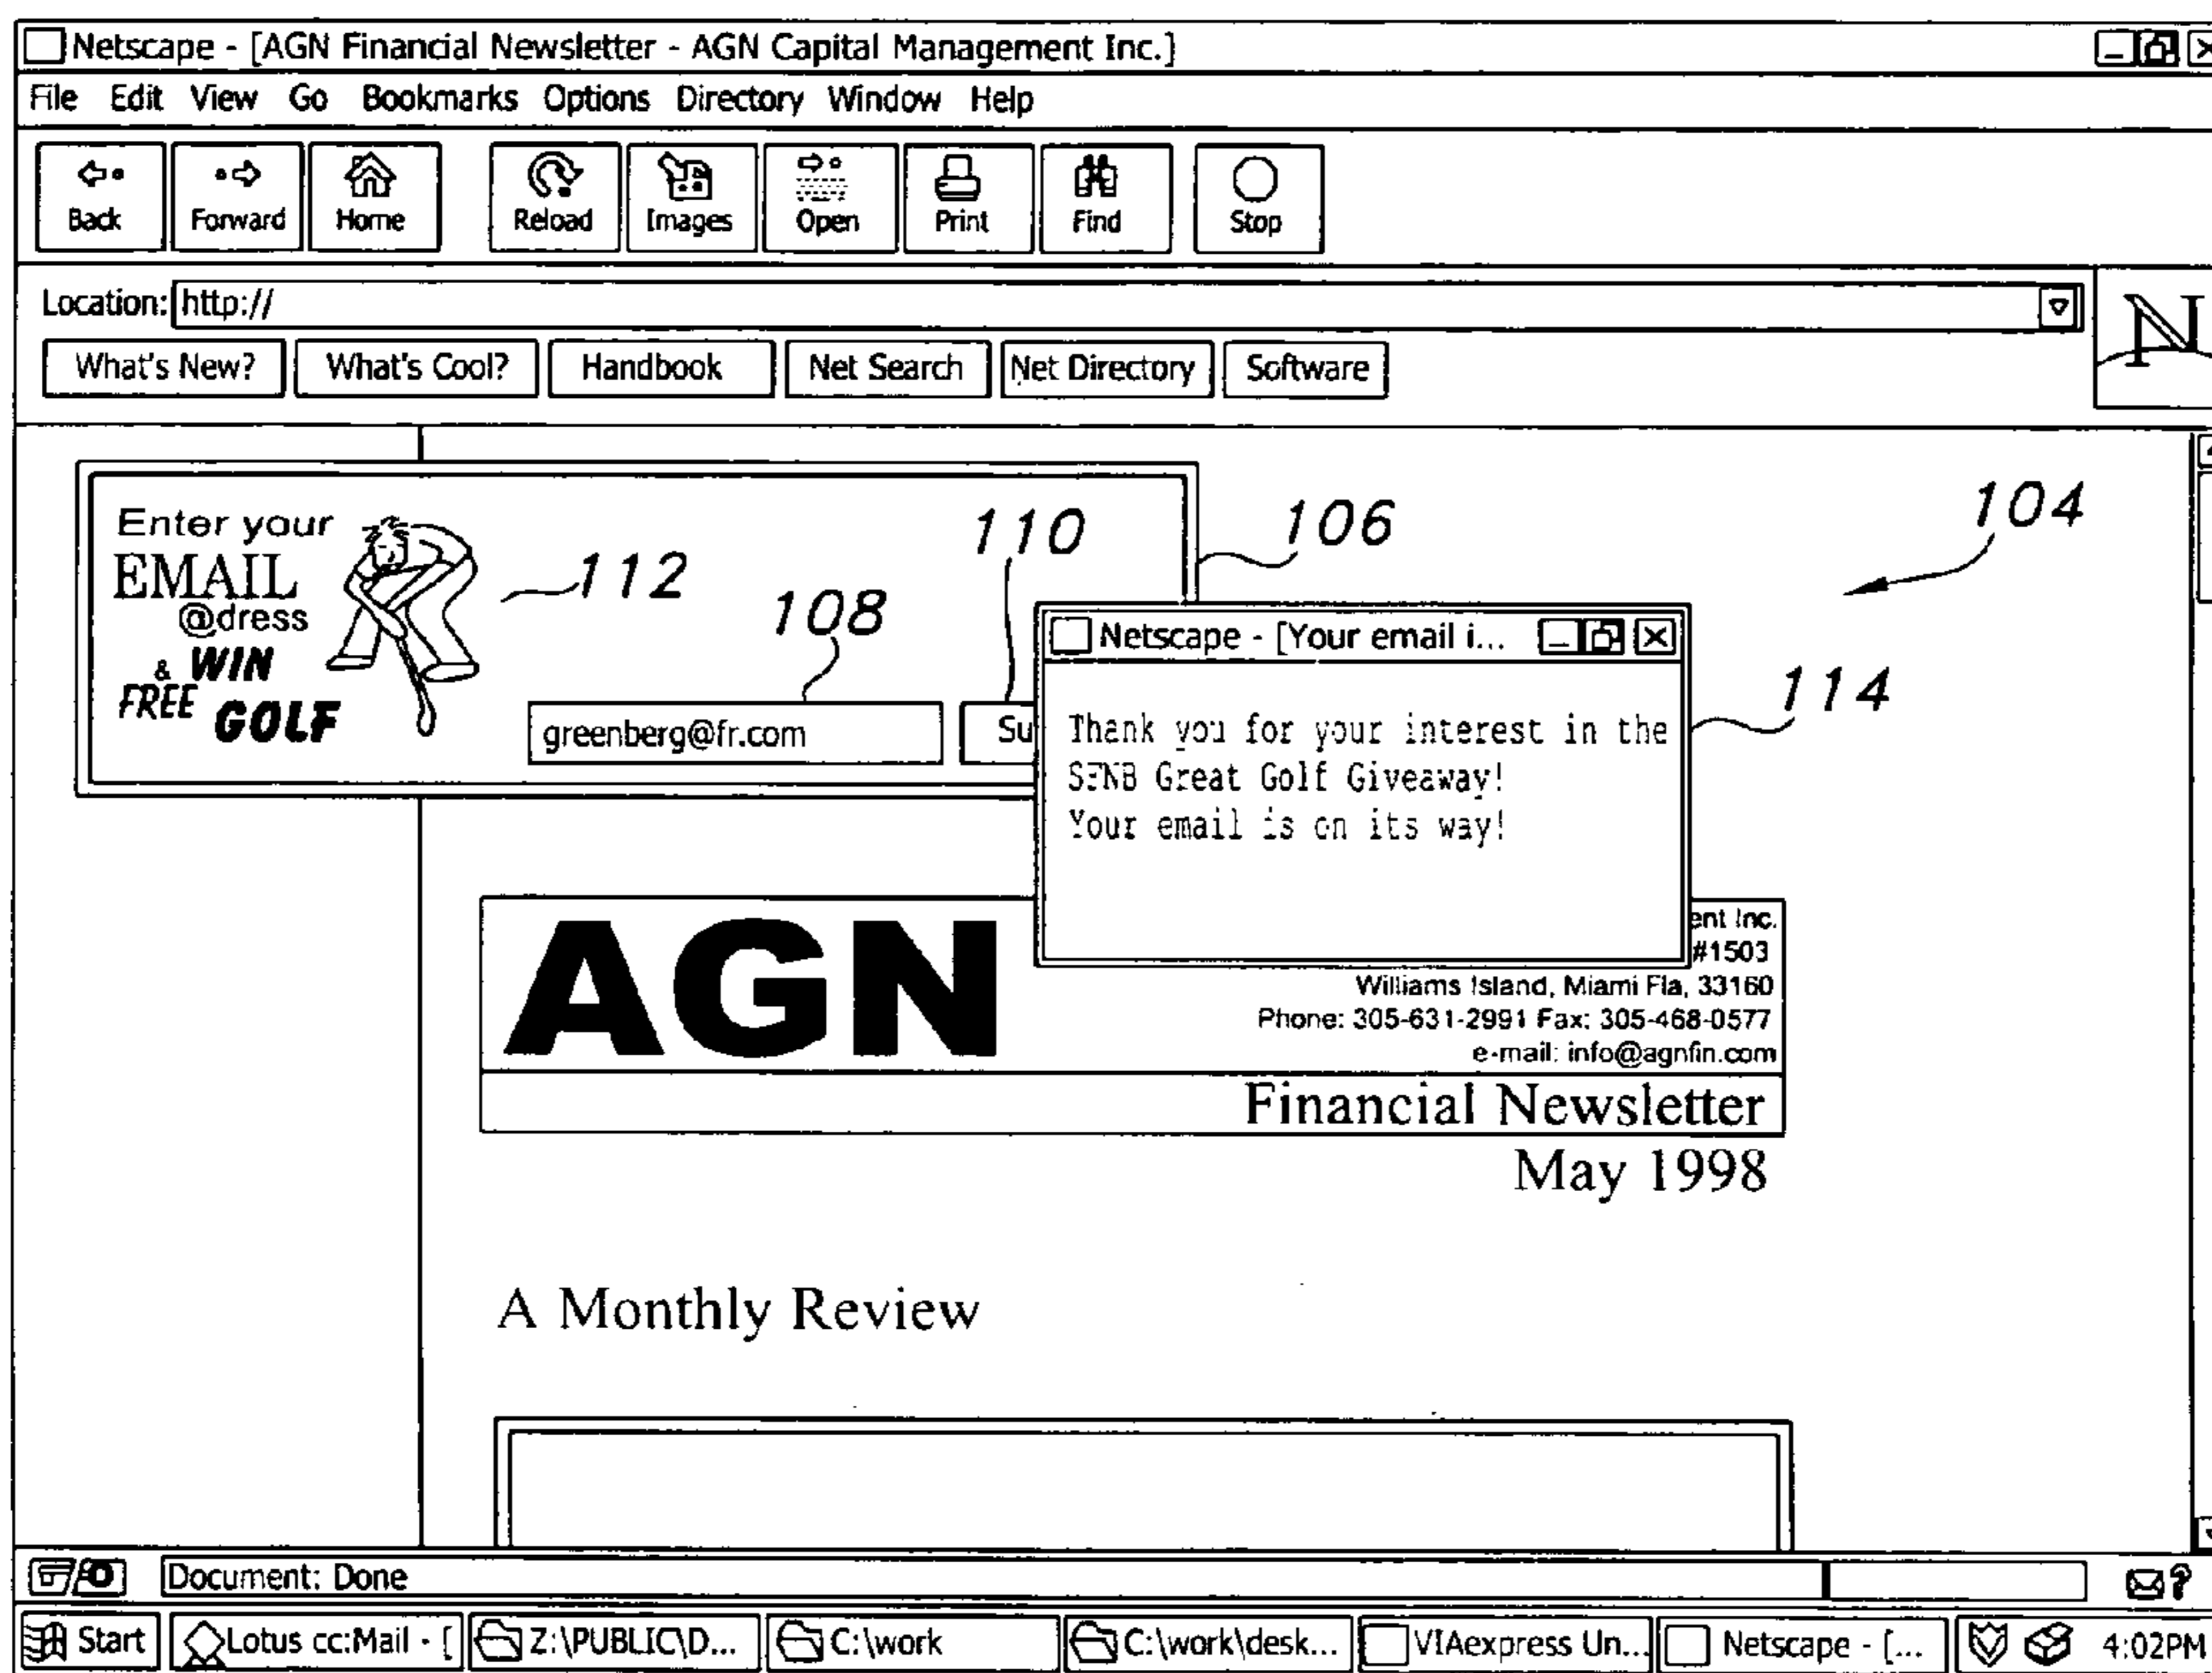 Netscape - [AGN Financial Newsletter - AGN Capital Management Inc.]
File Edit View Go Bookmarks Options Directory Window Help
Back Forward Home Reload Images Open Print Find Stop
Location: http://
N
What's New? What's Cool? Handbook Net Search Net Directory Software
Enter your
EMAIL
@dress
& WIN
FREE GOLF
112
108
110
106
104
114
greenberg@fr.com
Su
Netscape - [Your email i...
Thank you for your interest in the
SFNB Great Golf Giveaway!
Your email is on its way!
AGN
ent Inc.
#1503
Williams Island, Miami Fla, 33160
Phone: 305-631-2991 Fax: 305-468-0577
e-mail: info@agnfin.com
Financial Newsletter
May 1998
A Monthly Review
Document: Done
?
Start Lotus cc:Mail - [ Z:\PUBLIC\D... C:\work C:\work\desk... VIAexpress Un... Netscape - [... 4:02PM